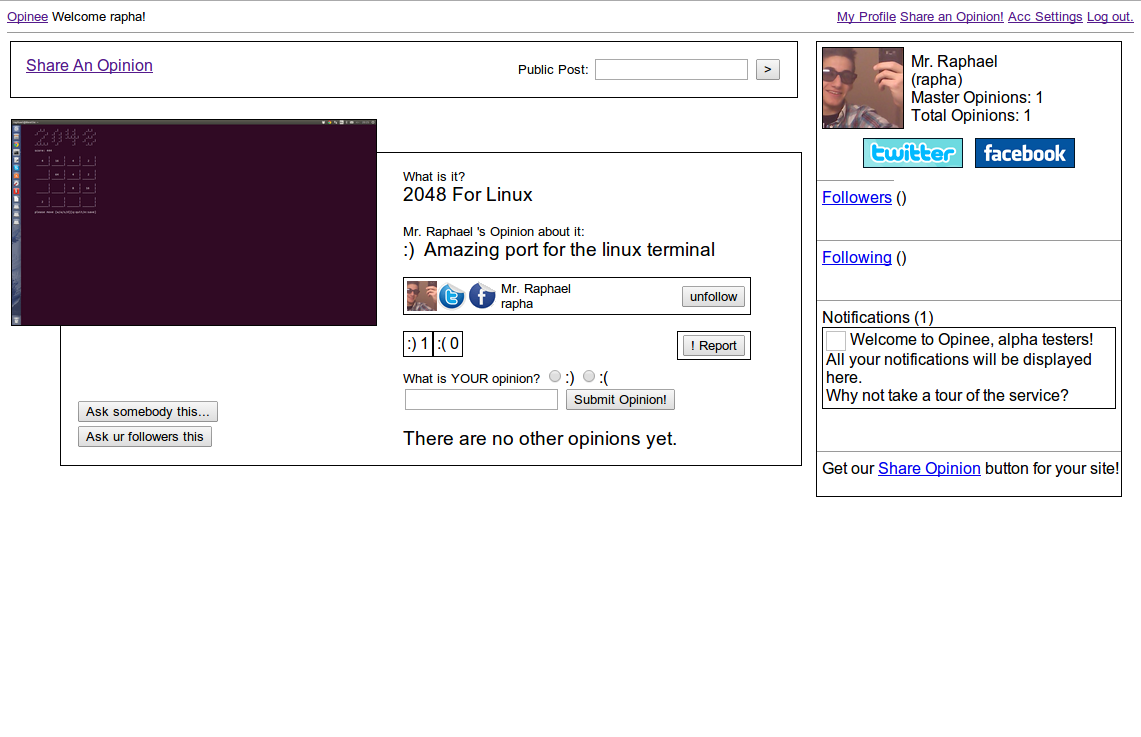 Opinee Welcome rapha!
My Profile Share an Opinion! Acc Settings Log out.
Share An Opinion
Public Post: >
2048
What is it?
2048 For Linux
Mr. Raphael 's Opinion about it:
:) Amazing port for the linux terminal
Mr. Raphael
rapha
unfollow
:) 1 :( 0
! Report
What is YOUR opinion? :) :(
Submit Opinion!
There are no other opinions yet.
Ask somebody this...
Ask ur followers this
Mr. Raphael
(rapha)
Master Opinions: 1
Total Opinions: 1
twitter facebook
Followers ()
Following ()
Notifications (1)
Welcome to Opinee, alpha testers!
All your notifications will be displayed
here.
Why not take a tour of the service?
Get our Share Opinion button for your site!